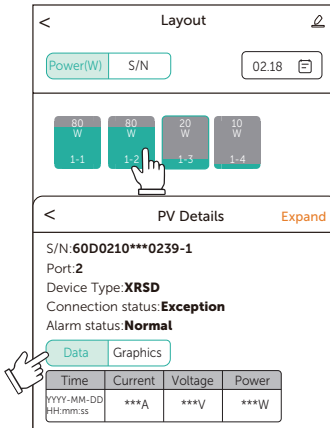 < Layout
Power(W) S/N 02.18
80 W 80 W 20 W 10 W
1-1 1-2 1-3 1-4
< PV Details Expand
S/N:60D0210***0239-1
Port:2
Device Type:XRSD
Connection status:Exception
Alarm status:Normal
Data Graphics
Time Current Voltage Power
YYYY-MM-DD
HH:mm:ss ***A ***V ***W